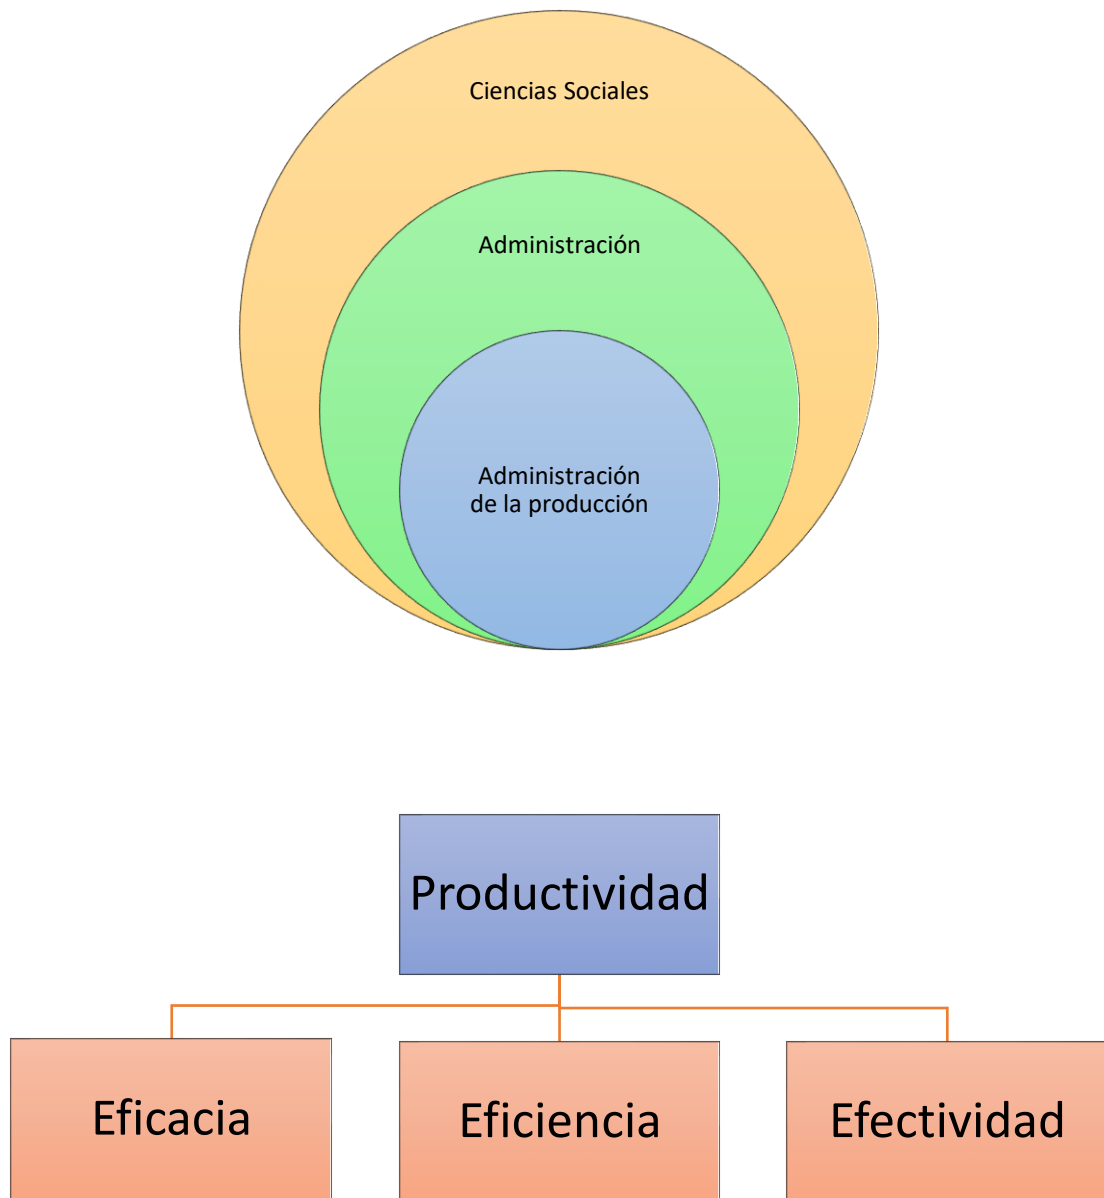 Ciencias Sociales
Administración
Administración
de la producción
Productividad
Eficacia
Eficiencia
Efectividad